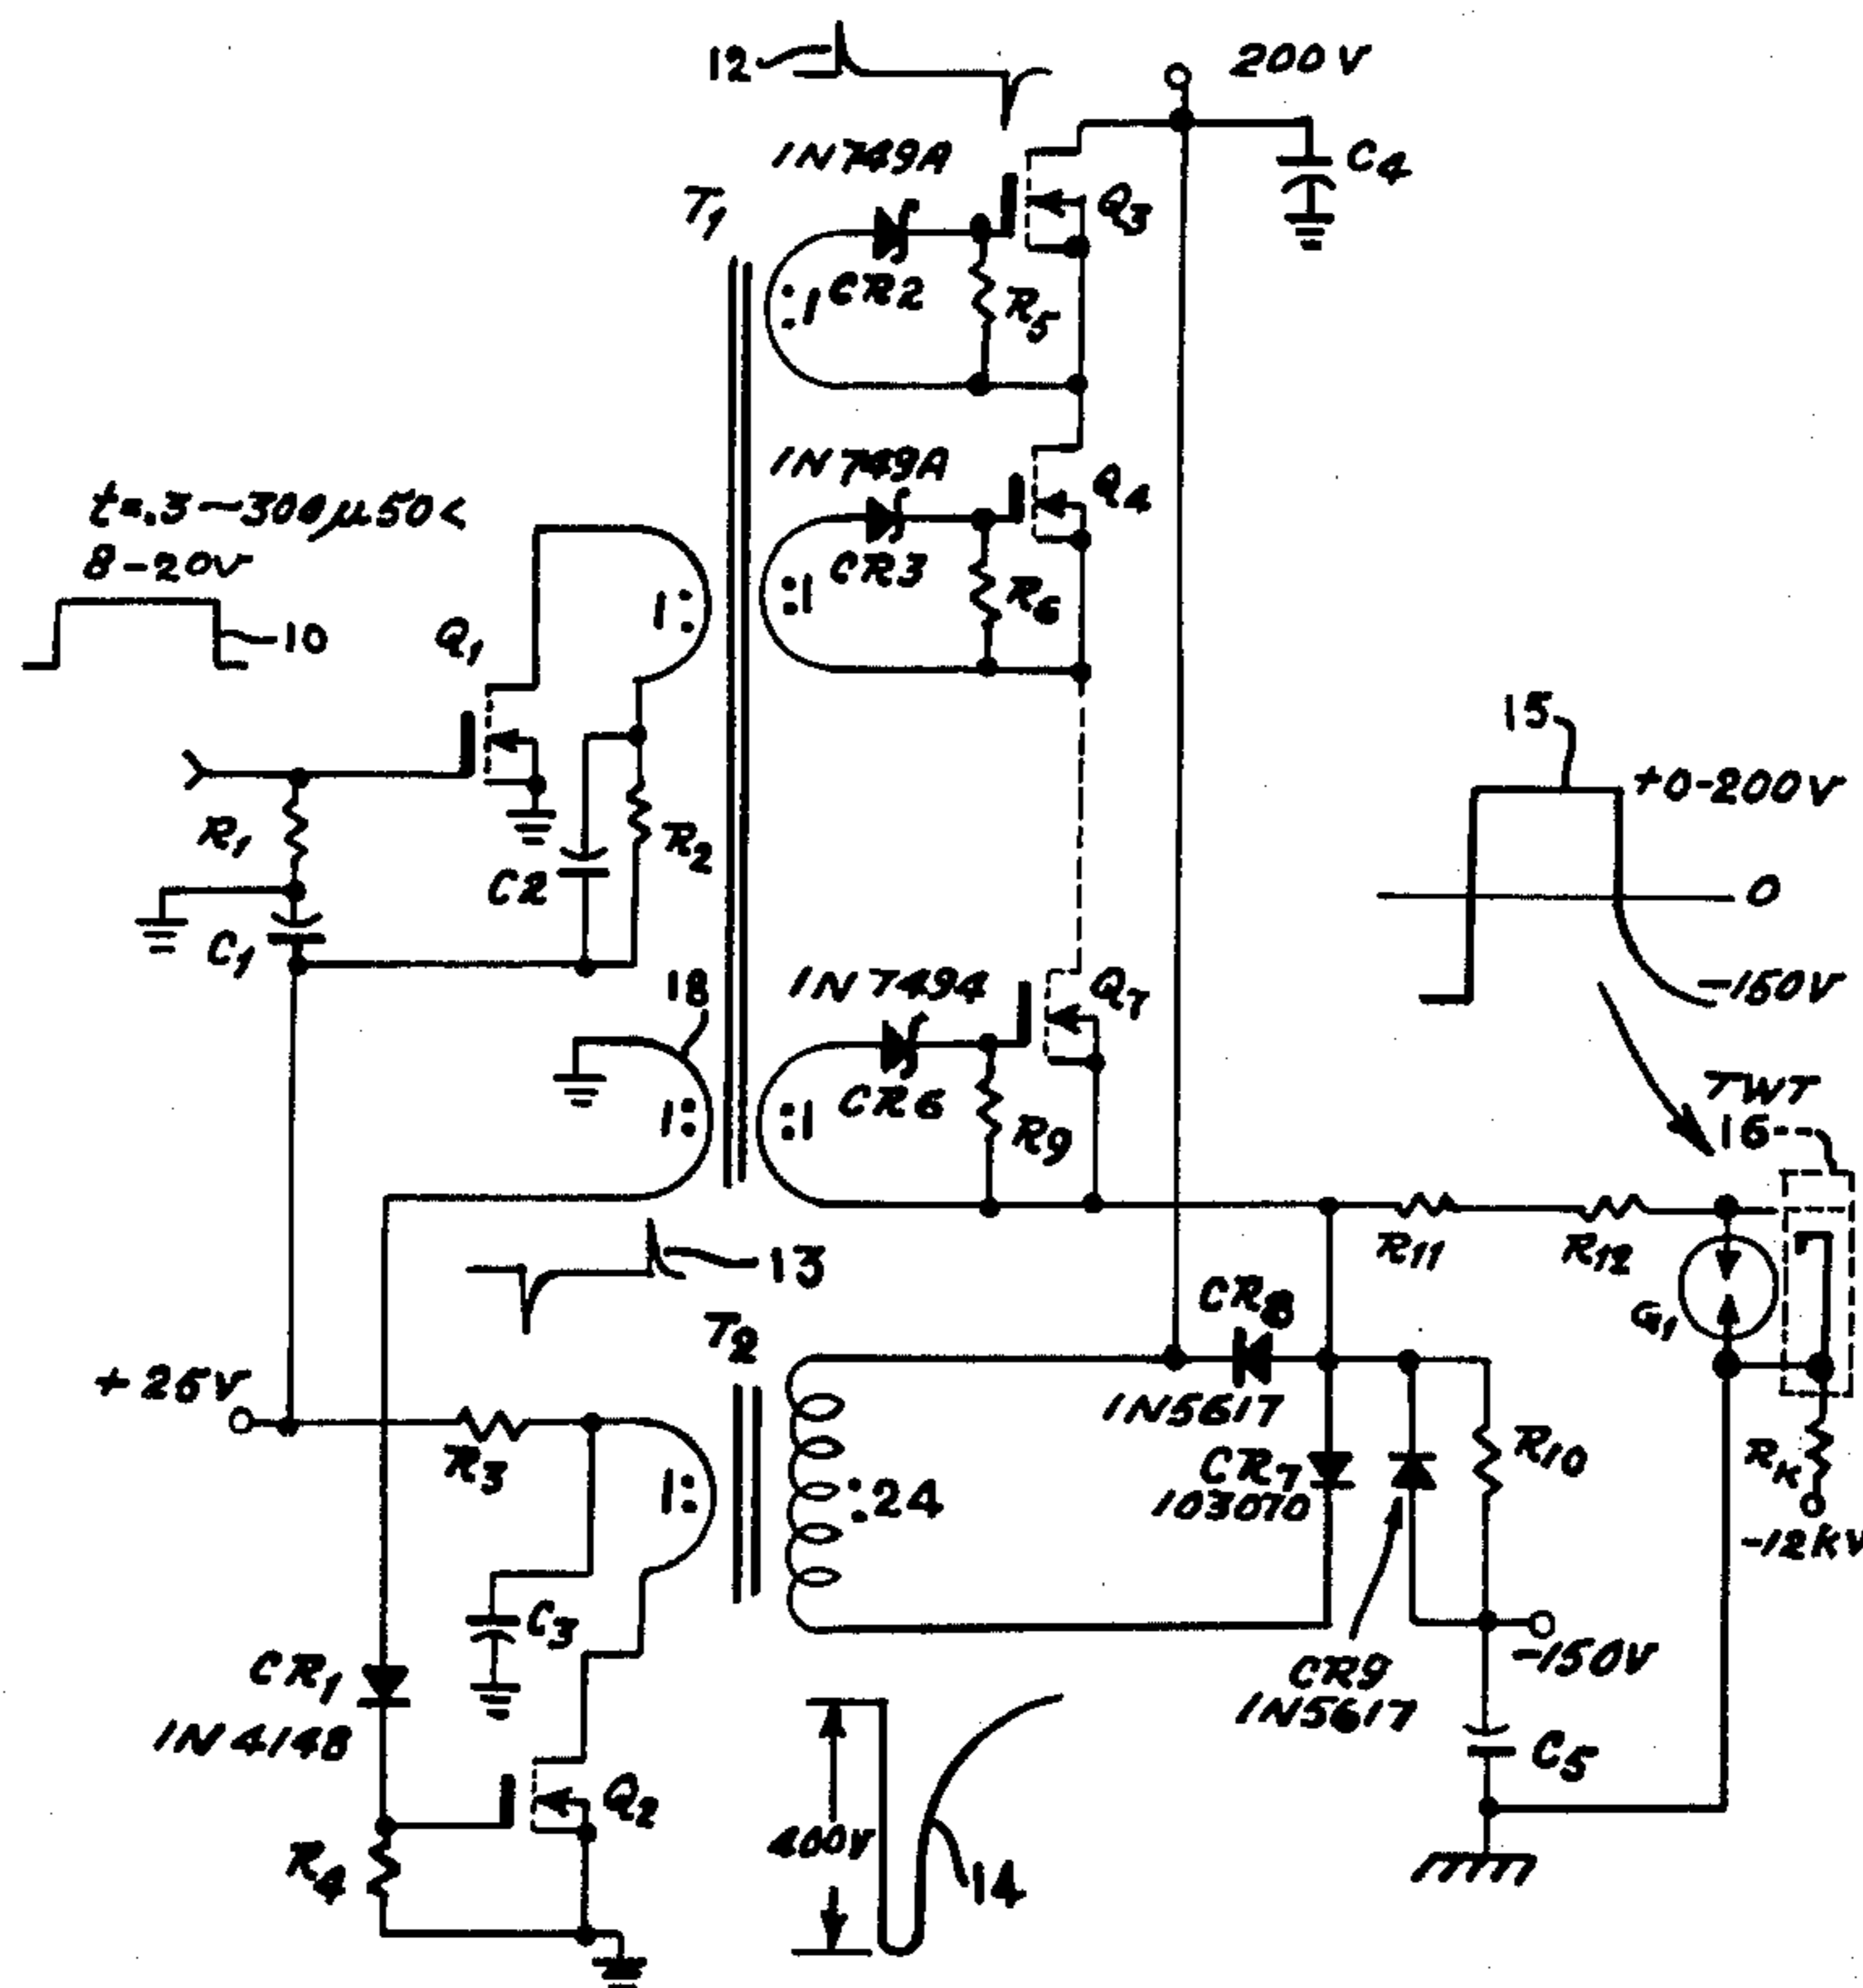 12
200V
1N749A
C4
T1
Q3
CR2
:1
R5
1N749A
Q4
t=.3~300μ50<
8-20V
CR3
:1
R6
1:
10
Q1
15
+0-200V
R1
R2
C2
0
C1
18
1N749A
Q7
-150V
TWT
16
CR6
1:
:1
R9
13
R11
R12
CR8
G1
T2
+25V
1N5617
R3
1:
:24
CR7
103070
R10
RK
-12KV
C3
CR1
-150V
CR9
1N5617
1N4148
C5
Q2
400V
R4
14